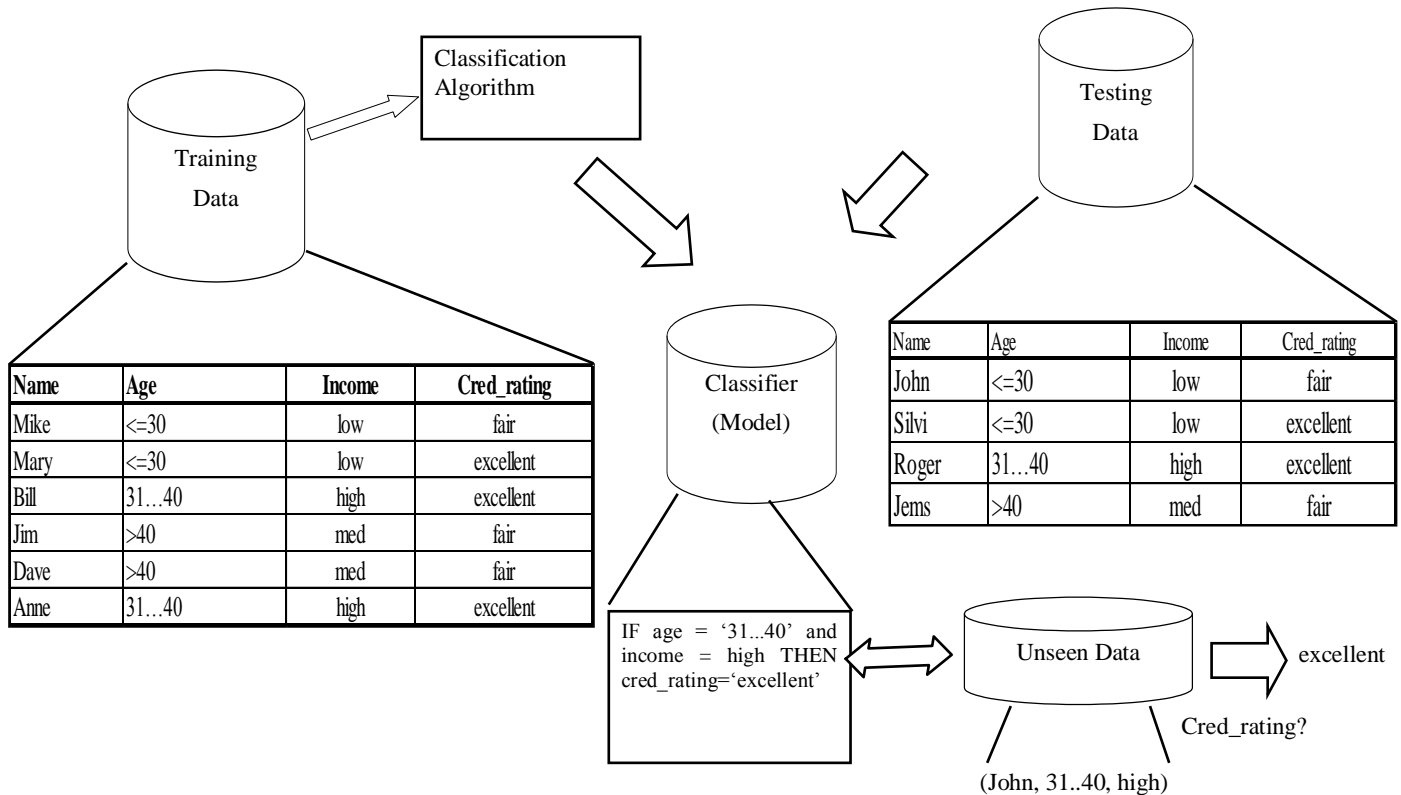 Classification
Algorithm
Testing
Data
Training
Data
Name Age Income Cred_rating
Mike <=30 low fair
Mary <=30 low excellent
Bill 31…40 high excellent
Jim >40 med fair
Dave >40 med fair
Anne 31…40 high excellent
Classifier
(Model)
Name Age Income Cred_rating
John <=30 low fair
Silvi <=30 low excellent
Roger 31…40 high excellent
Jems >40 med fair
IF age = ‘31...40’ and
income = high THEN
cred_rating=‘excellent’
Unseen Data
excellent
Cred_rating?
(John, 31..40, high)